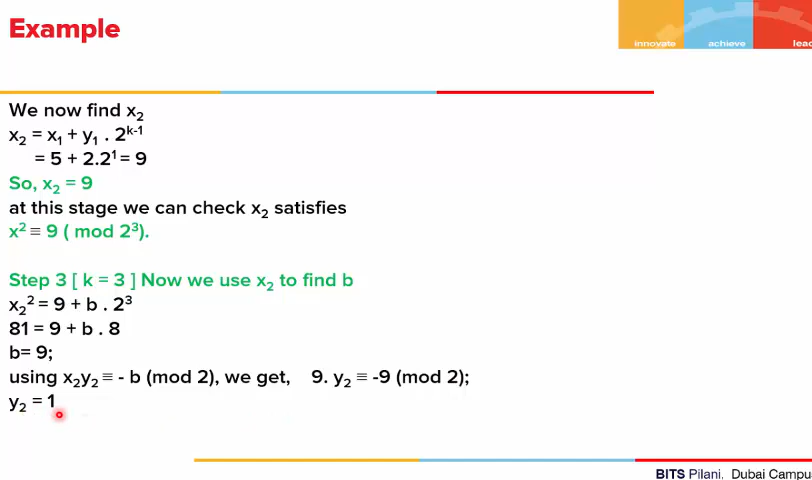 Example
innovate achieve lead
We now find x₂
x₂ = x₁ + y₁ . 2ᵏ⁻¹
= 5 + 2.2¹ = 9
So, x₂ = 9
at this stage we can check x₂ satisfies
x² ≡ 9 ( mod 2³).
Step 3 [ k = 3 ] Now we use x₂ to find b
x₂² = 9 + b . 2³
81 = 9 + b . 8
b= 9;
using x₂y₂ ≡ - b (mod 2), we get, 9. y₂ ≡ -9 (mod 2);
y₂ = 1
BITS Pilani, Dubai Campu